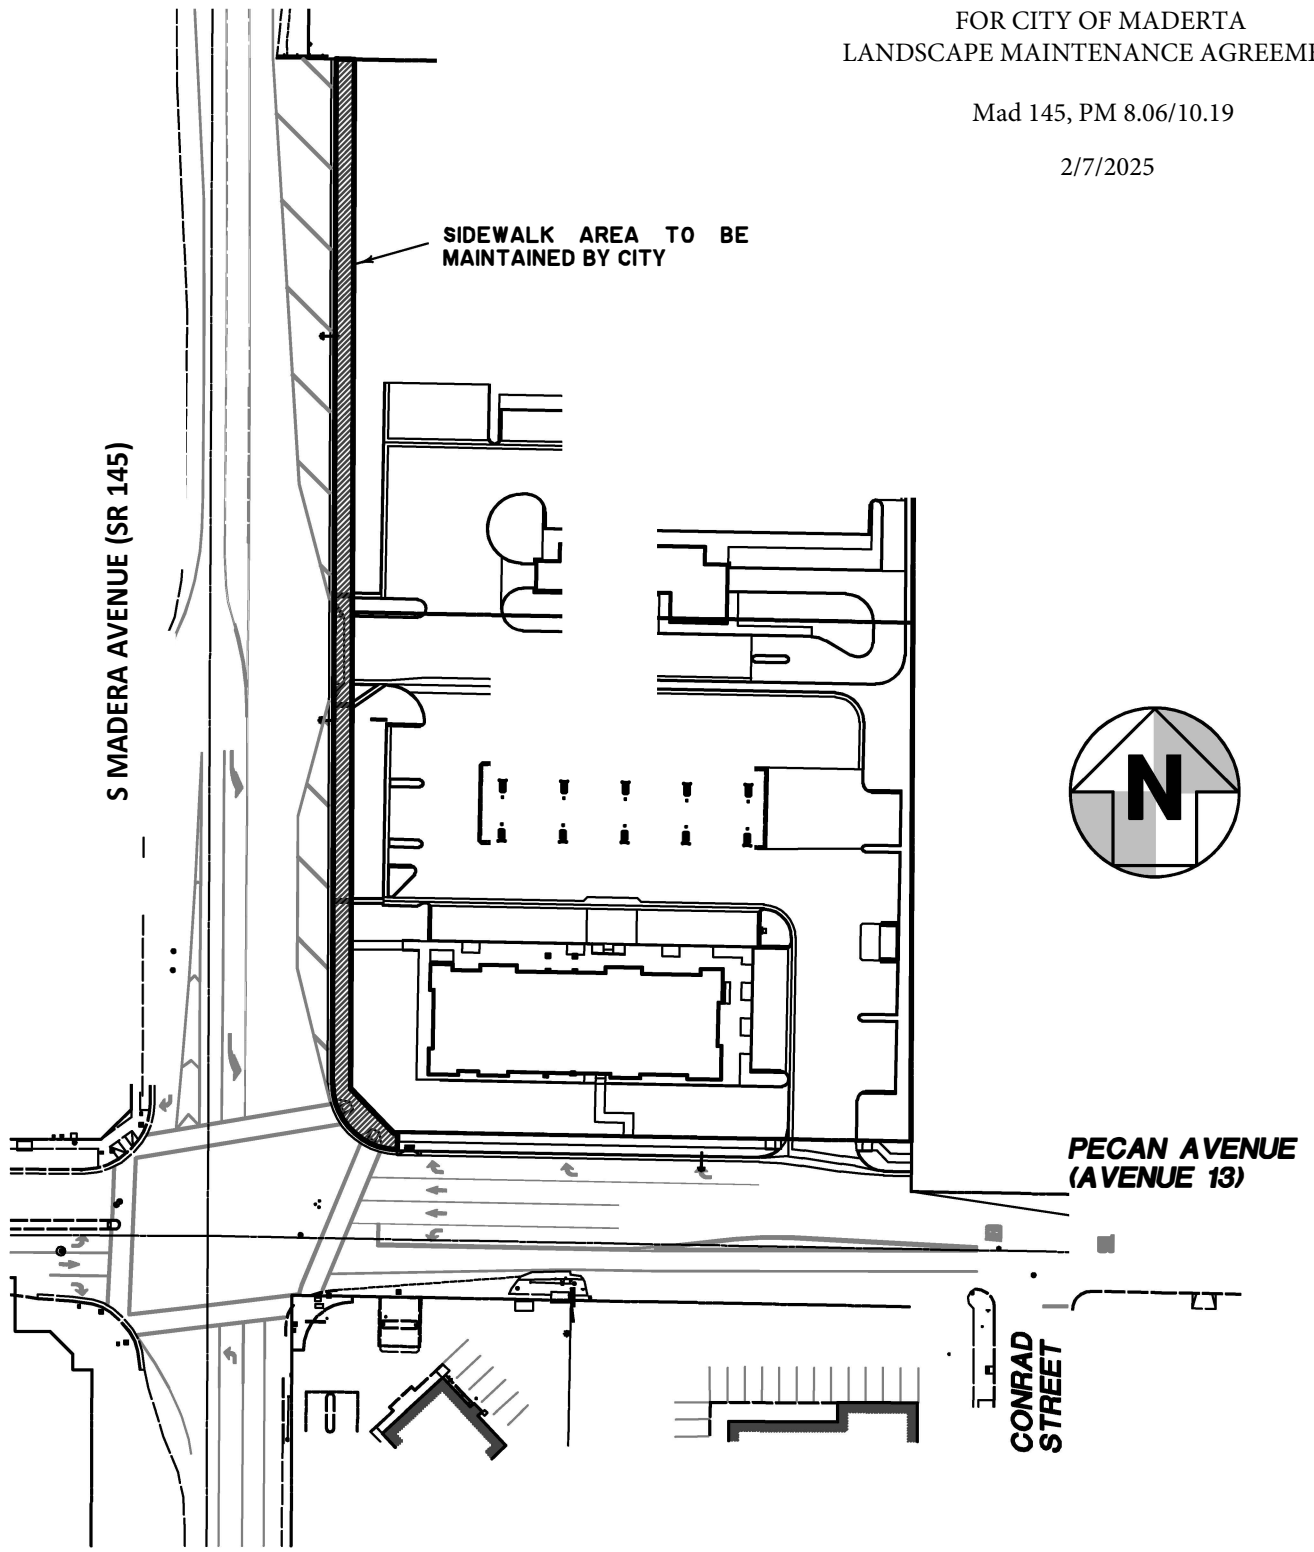 FOR CITY OF MADERTA
LANDSCAPE MAINTENANCE AGREEME
Mad 145, PM 8.06/10.19
2/7/2025
SIDEWALK AREA TO BE
MAINTAINED BY CITY
S MADERA AVENUE (SR 145)
N
PECAN AVENUE
(AVENUE 13)
CONRAD
STREET